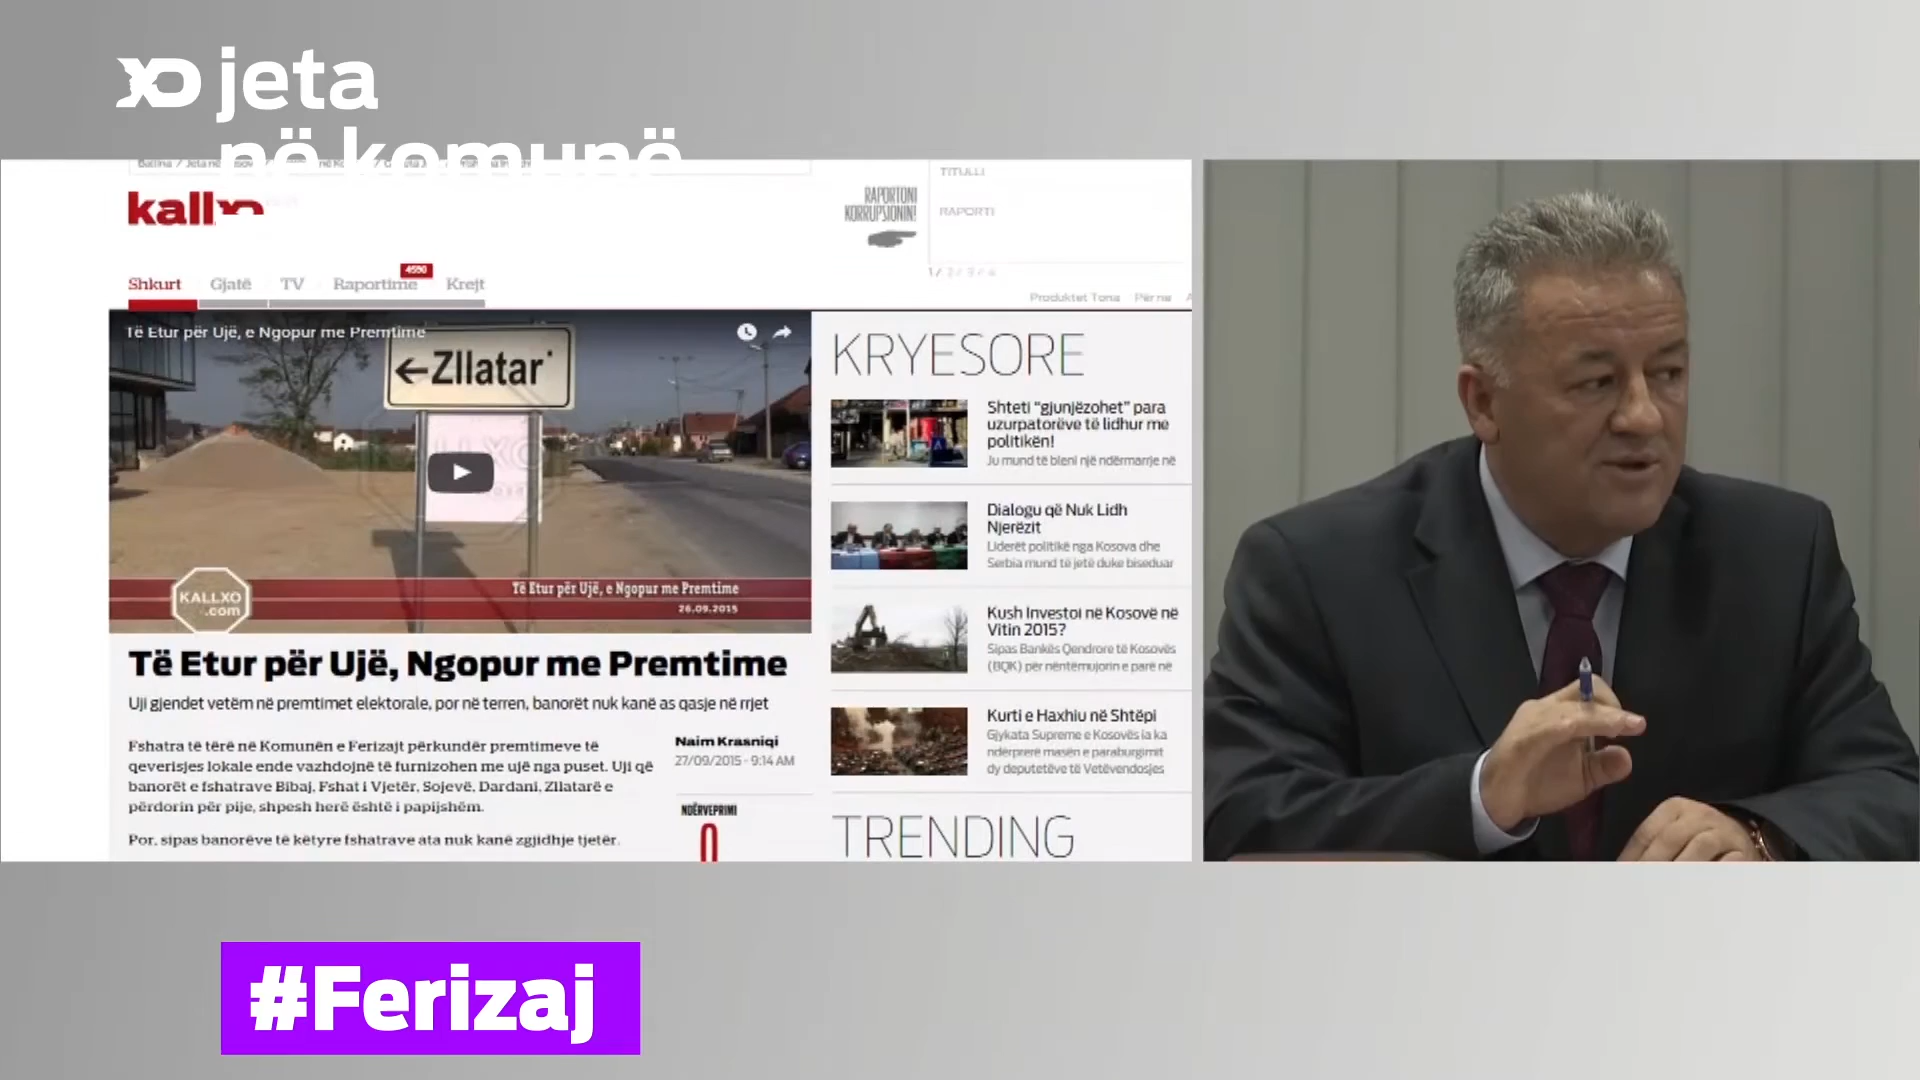 jeta
në komunë
kallxo
RAPORTONI
KORRUPSIONIN!
TITULLI
RAPORTI
4590
Shkurt Gjatë TV Raportime Krejt
Produktet Tona Për ne
Të Etur për Ujë, e Ngopur me Premtime
←Zllatar
KALLXO
.com
Të Etur për Ujë, e Ngopur me Premtime
26.09.2015
Të Etur për Ujë, Ngopur me Premtime
Uji gjendet vetëm në premtimet elektorale, por në terren, banorët nuk kanë as qasje në rrjet
Fshatra të tërë në Komunën e Ferizajt përkundër premtimeve të
qeverisjes lokale ende vazhdojnë të furnizohen me ujë nga puset. Uji që
banorët e fshatrave Bibaj, Fshat i Vjetër, Sojevë, Dardani, Zllatarë e
përdorin për pije, shpesh herë është i papijshëm.
Por, sipas banorëve të këtyre fshatrave ata nuk kanë zgjidhje tjetër.
Naim Krasniqi
27/09/2015 - 9:14 AM
NDËRVEPRIMI
0
KRYESORE
Shteti “gjunjëzohet” para
uzurpatorëve të lidhur me
politikën!
Ju mund të bleni një ndërmarrje në
Dialogu që Nuk Lidh
Njerëzit
Liderët politikë nga Kosova dhe
Serbia mund të jetë duke biseduar
Kush Investoi në Kosovë në
Vitin 2015?
Sipas Bankës Qendrore të Kosovës
(BQK) për nëntëmujorin e parë në
Kurti e Haxhiu në Shtëpi
Gjykata Supreme e Kosovës ia ka
ndërprerë masën e paraburgimit
dy deputetëve të Vetëvendosjes
TRENDING
#Ferizaj